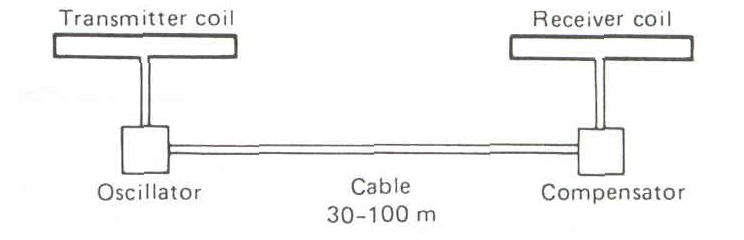 Transmitter coil
Receiver coil
Oscillator
Cable
30-100 m
Compensator